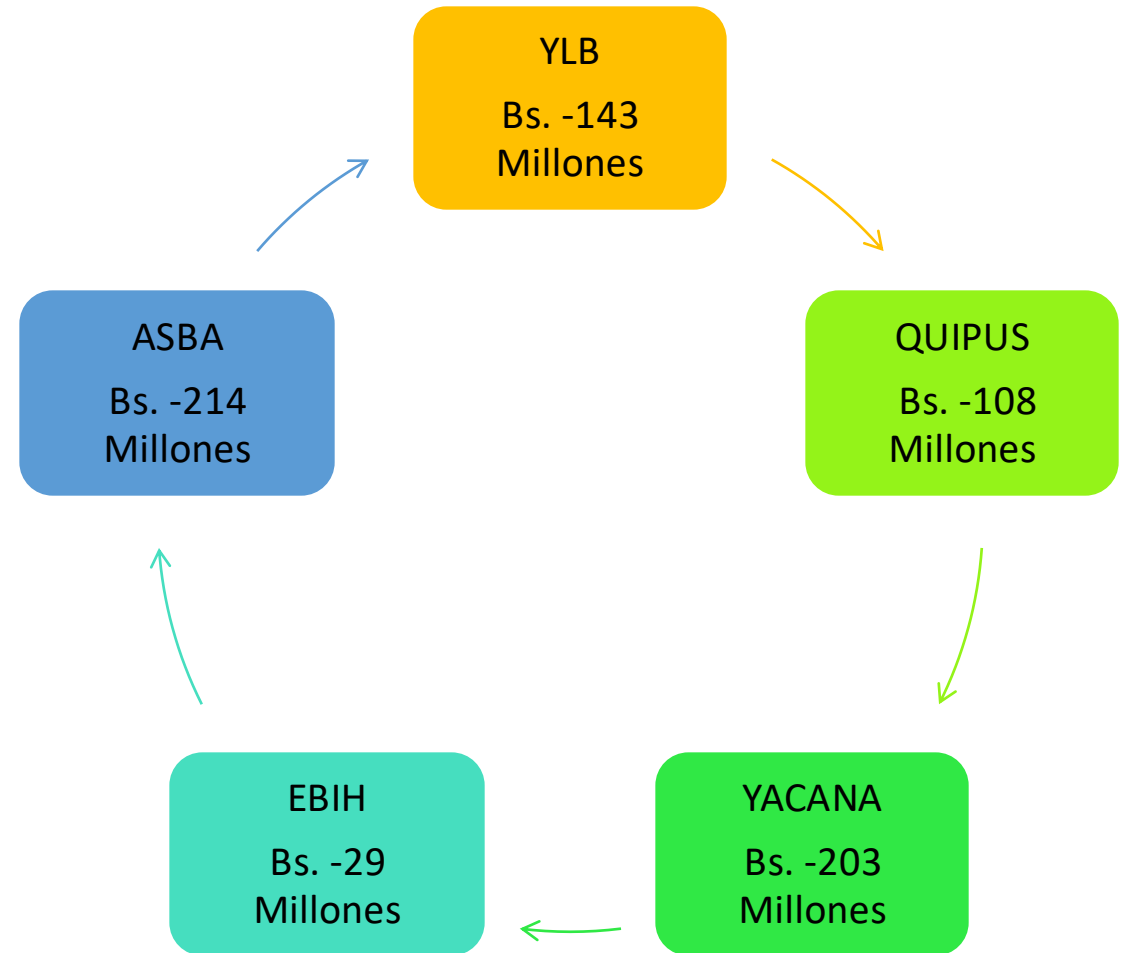 YLB
Bs. -143
Millones
QUIPUS
Bs. -108
Millones
YACANA
Bs. -203
Millones
EBIH
Bs. -29
Millones
ASBA
Bs. -214
Millones